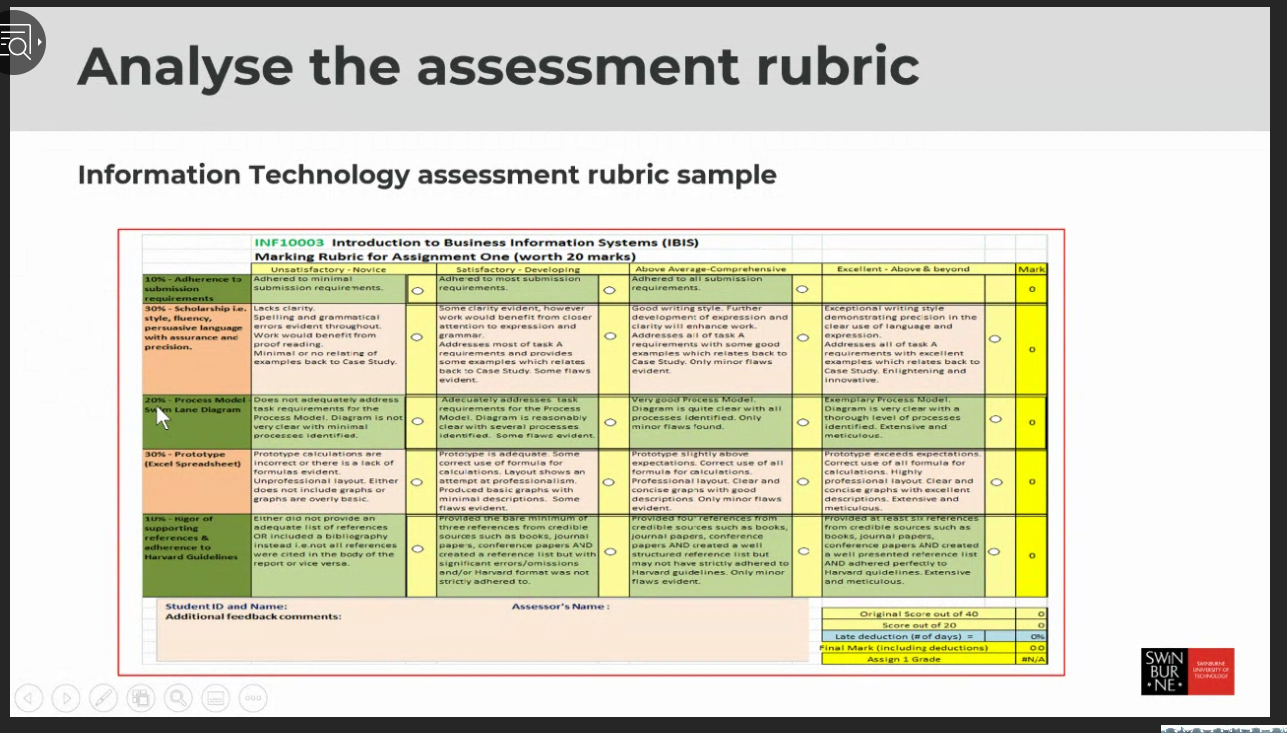 Analyse the assessment rubric
Information Technology assessment rubric sample
INF10003 Introduction to Business Information Systems (IBIS)
Marking Rubric for Assignment One (worth 20 marks)
Unsatisfactory - Novice
Satisfactory - Developing
Above Average-Comprehensive
Excellent - Above & beyond
Mark
10% - Adherence to
submission
requirements
Adhered to minimal
submission requirements.
Adhered to most submission
requirements.
Adhered to all submission
requirements.
0
30% - Scholarship i.e.
style, fluency,
persuasive language
with assurance and
precision.
Lacks clarity.
Spelling and grammatical
errors evident throughout.
Work would benefit from
proof reading.
Minimal or no relating of
examples back to Case Study.
Some clarity evident, however
work would benefit from closer
attention to expression and
grammar.
Addresses most of task A
requirements and provides
some examples which relates
back to Case Study. Some flaws
evident.
Good writing style. Further
development of expression and
clarity will enhance work.
Addresses all of task A
requirements with some good
examples which relates back to
Case Study. Only minor flaws
evident.
Exceptional writing style
demonstrating precision in the
clear use of language and
expression.
Addresses all of task A
requirements with excellent
examples which relates back to
Case Study. Enlightening and
innovative.
0
20% - Process Model -
Swim Lane Diagram
Does not adequately address
task requirements for the
Process Model. Diagram is not
very clear with minimal
processes identified.
Adequately addresses task
requirements for the Process
Model. Diagram is reasonably
clear with several processes
identified. Some flaws evident.
Very good Process Model.
Diagram is quite clear with all
processes identified. Only
minor flaws found.
Exemplary Process Model.
Diagram is very clear with a
thorough level of processes
identified. Extensive and
meticulous.
0
30% - Prototype
(Excel Spreadsheet)
Prototype calculations are
incorrect or there is a lack of
formulas evident.
Unprofessional layout. Either
does not include graphs or
graphs are overly basic.
Prototype is adequate. Some
correct use of formula for
calculations. Layout shows an
attempt at professionalism.
Produced basic graphs with
minimal descriptions. Some
flaws evident.
Prototype slightly above
expectations. Correct use of all
formula for calculations.
Professional layout. Clear and
concise graphs with good
descriptions. Only minor flaws
evident.
Prototype exceeds expectations.
Correct use of all formula for
calculations. Highly
professional layout. Clear and
concise graphs with excellent
descriptions. Extensive and
meticulous.
0
10% - Rigor of
supporting
references &
adherence to
Harvard Guidelines
Either did not provide an
adequate list of references
OR included a bibliography
instead i.e.not all references
were cited in the body of the
report or vice versa.
Provided the bare minimum of
three references from credible
sources such as books, journal
papers, conference papers AND
created a reference list but with
significant errors/omissions
and/or Harvard format was not
strictly adhered to.
Provided four references from
credible sources such as books,
journal papers, conference
papers AND created a well
structured reference list but
may not have strictly adhered to
Harvard guidelines. Only minor
flaws evident.
Provided at least six references
from credible sources such as
books, journal papers,
conference papers AND created
a well presented reference list
AND adhered perfectly to
Harvard guidelines. Extensive
and meticulous.
0
Student ID and Name:
Assessor's Name :
Additional feedback comments:
Original Score out of 40
0
Score out of 20
0
Late deduction (# of days) =
0%
Final Mark (including deductions)
0.0
Assign 1 Grade
#N/A
SWIN
BUR
NE
SWINBURNE
UNIVERSITY OF
TECHNOLOGY